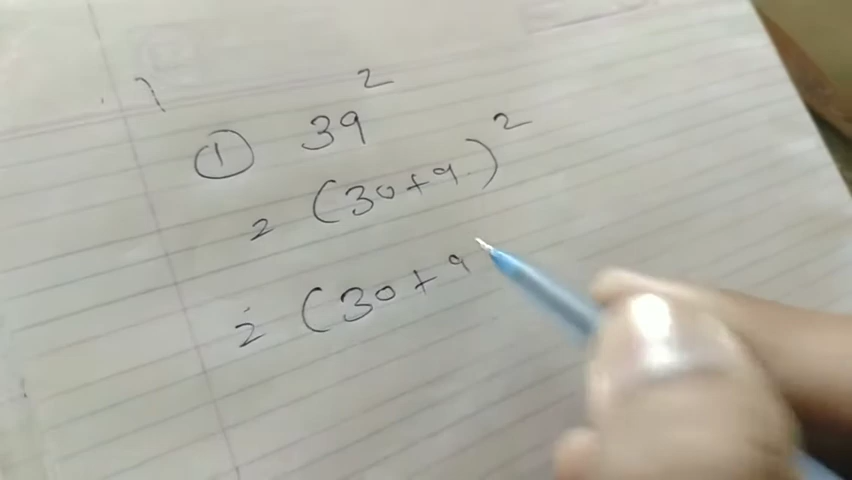 ① 39²
= (30+9)²
= (30+9